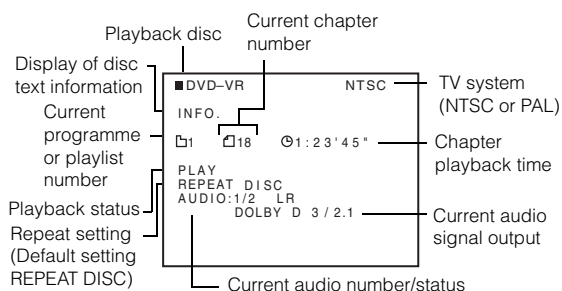 Playback disc
Current chapter
number
Display of disc
text information
Current
programme
or playlist
number
Playback status
Repeat setting
(Default setting
REPEAT DISC)
■DVD–VR NTSC
INFO.
1 18 1:23'45"
PLAY
REPEAT DISC
AUDIO:1/2 LR
DOLBY D 3/2.1
TV system
(NTSC or PAL)
Chapter
playback time
Current audio
signal output
Current audio number/status